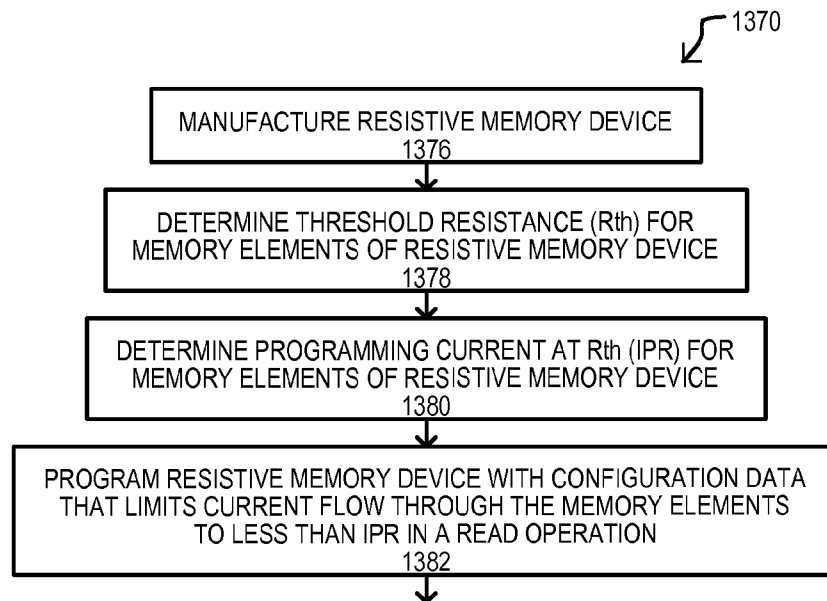 1370
MANUFACTURE RESISTIVE MEMORY DEVICE
1376
DETERMINE THRESHOLD RESISTANCE (Rth) FOR
MEMORY ELEMENTS OF RESISTIVE MEMORY DEVICE
1378
DETERMINE PROGRAMMING CURRENT AT Rth (IPR) FOR
MEMORY ELEMENTS OF RESISTIVE MEMORY DEVICE
1380
PROGRAM RESISTIVE MEMORY DEVICE WITH CONFIGURATION DATA
THAT LIMITS CURRENT FLOW THROUGH THE MEMORY ELEMENTS
TO LESS THAN IPR IN A READ OPERATION
1382